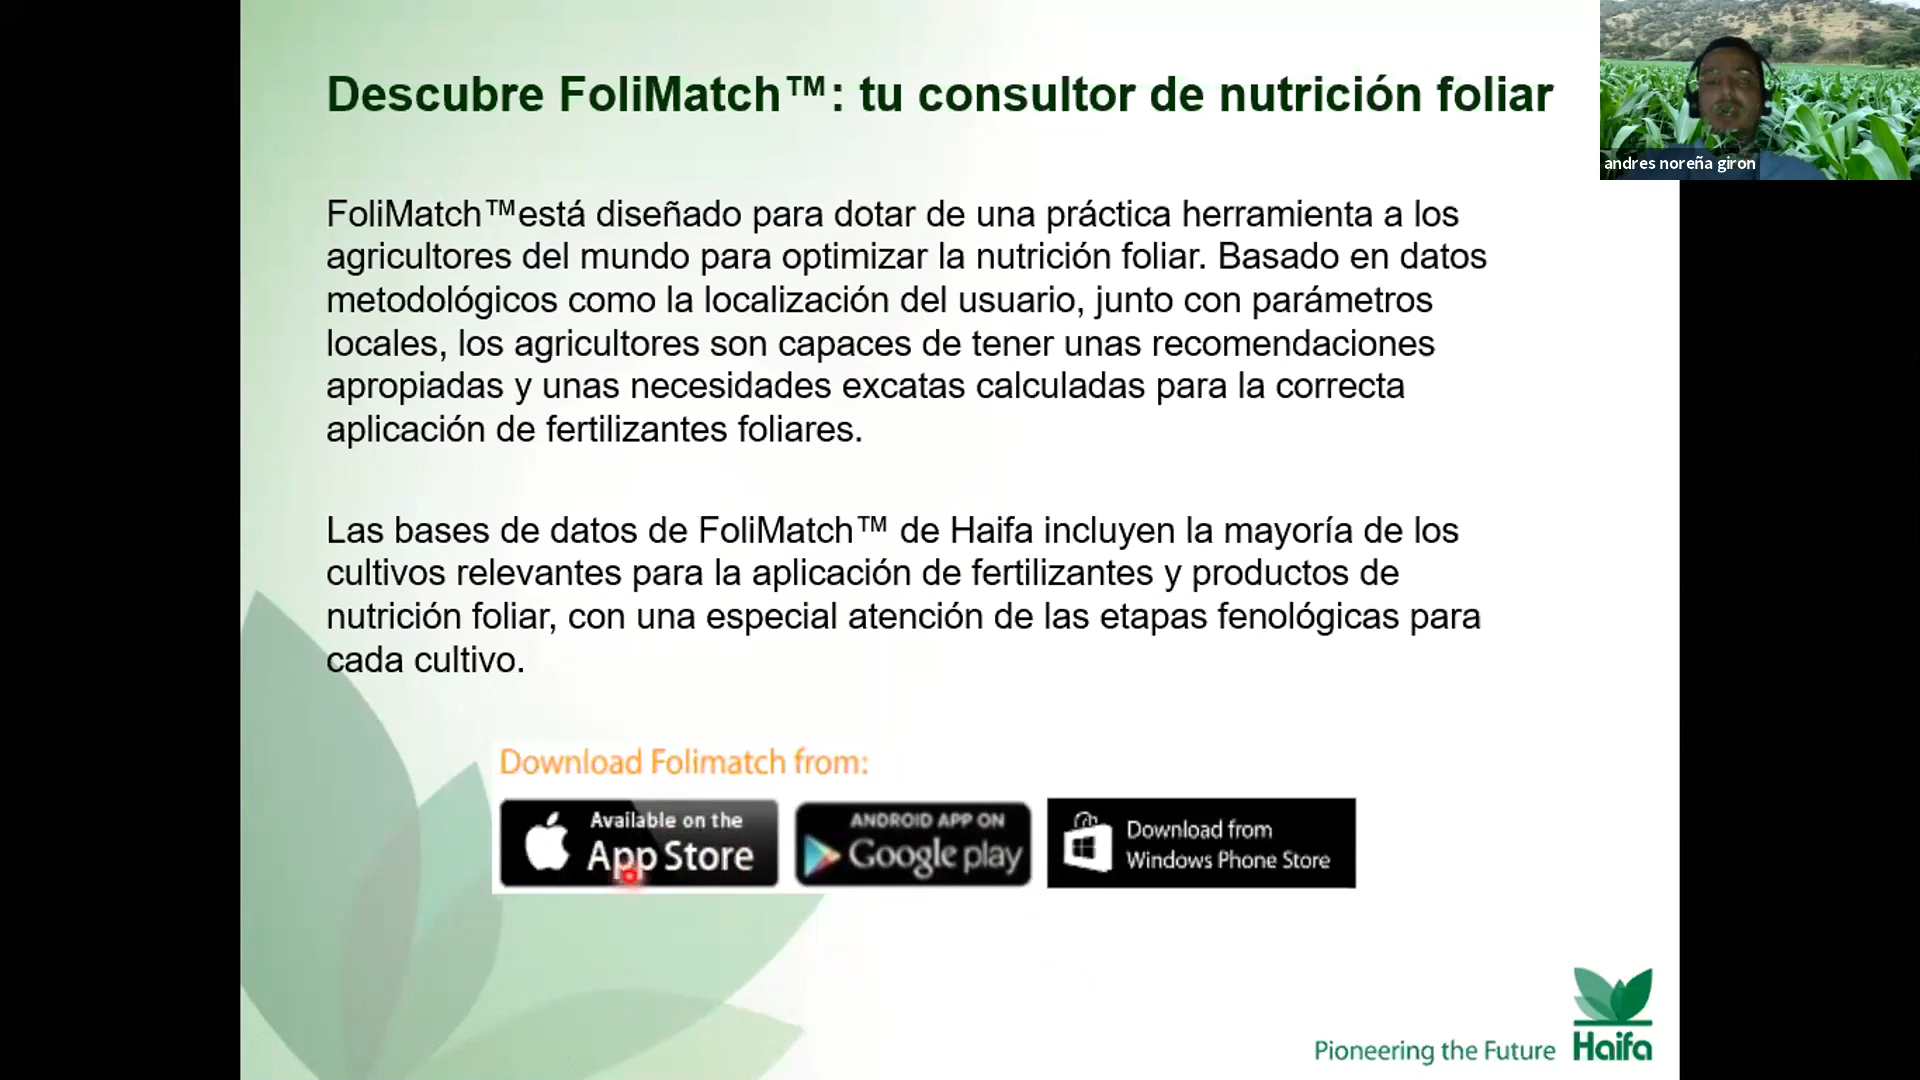 Descubre FoliMatch™: tu consultor de nutrición foliar
andres noreña giron
FoliMatch™está diseñado para dotar de una práctica herramienta a los
agricultores del mundo para optimizar la nutrición foliar. Basado en datos
metodológicos como la localización del usuario, junto con parámetros
locales, los agricultores son capaces de tener unas recomendaciones
apropiadas y unas necesidades excatas calculadas para la correcta
aplicación de fertilizantes foliares.
Las bases de datos de FoliMatch™ de Haifa incluyen la mayoría de los
cultivos relevantes para la aplicación de fertilizantes y productos de
nutrición foliar, con una especial atención de las etapas fenológicas para
cada cultivo.
Download Folimatch from:
Available on the
App Store
ANDROID APP ON
Google play
Download from
Windows Phone Store
Pioneering the Future
Haifa